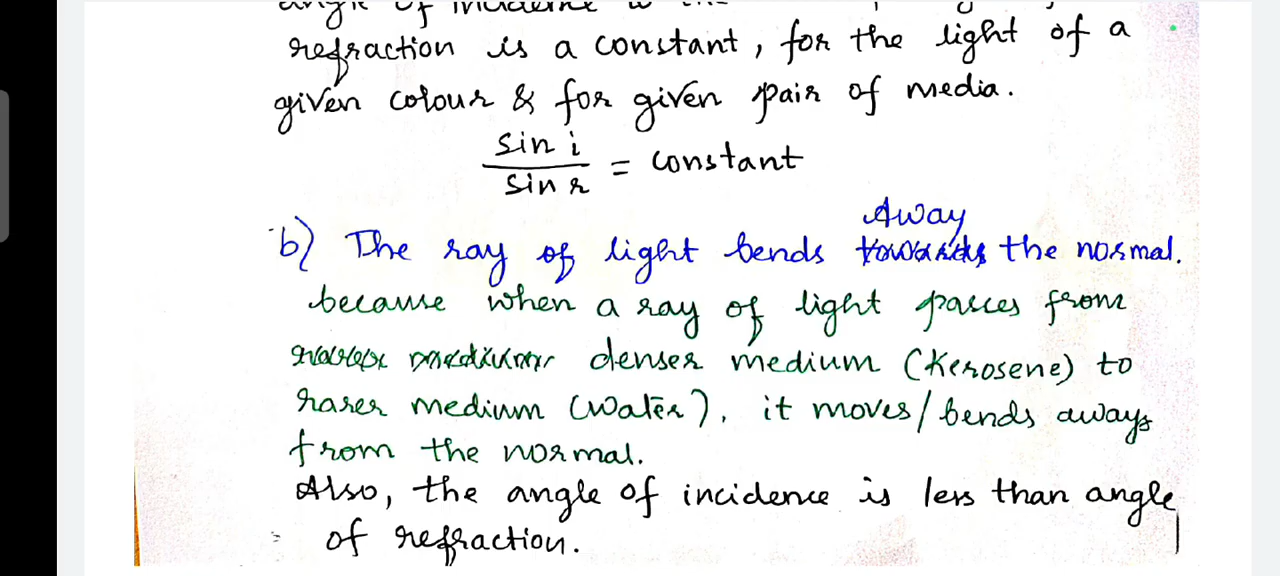 refraction is a constant, for the light of a
given colour & for given pair of media.
sin i
sin r = constant
Away
b) The ray of light bends towards the normal.
because when a ray of light passes from
denser medium (Kerosene) to
rarer medium (water), it moves/bends aways
from the normal.
Also, the angle of incidence is less than angle
of refraction.